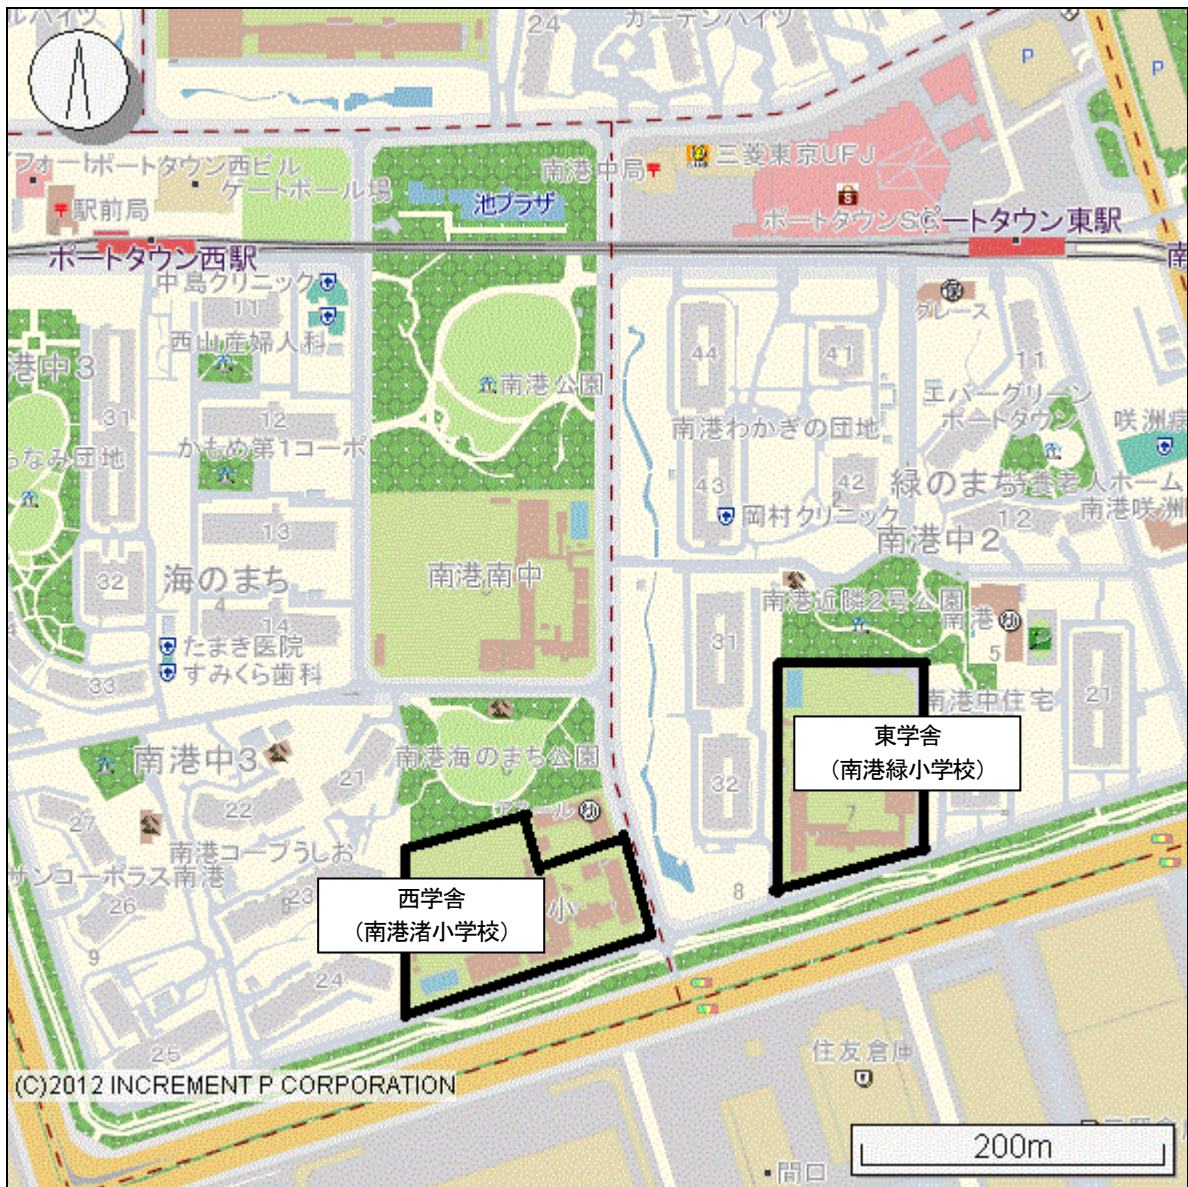 24
ガーデンハイツ
P
P
ポートタウン西ビル
ゲートボール場
駅前局
南港中局
三菱東京UFJ
池プラザ
ポートタウンSC
ポートタウン東駅
ポートタウン西駅
南
中島クリニック
11
西山産婦人科
グレース
港中3
44
41
11
31
南港公園
エバーグリーン
ポートタウン
12
かもめ第1コーポ
南港わかぎの団地
咲洲病
なみ団地
43
42
2
緑のまち
特養老人ホーム
岡村クリニック
12
南港咲洲
13
南港中2
32
海のまち
4
南港南中
南港近隣2号公園
南港
14
たまき医院
31
5
すみくら歯科
33
21
南港中住宅
東学舎
(南港緑小学校)
南港中3
南港海のまち公園
21
32
22
7
27
南港コープうしお
サンコーポラス南港
23
8
26
西学舎
(南港渚小学校)
小
8
9
24
25
住友倉庫
(C)2012 INCREMENT P CORPORATION
200m
間口